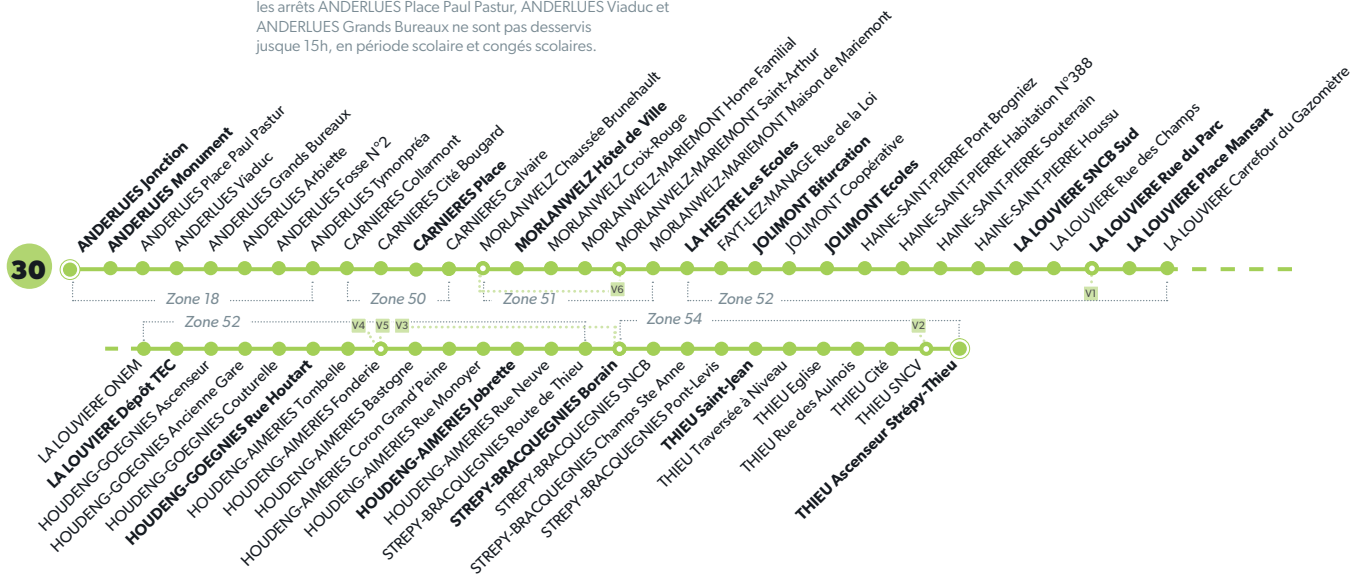 les arrêts ANDERLUES Place Paul Pastur, ANDERLUES Viaduc et
ANDERLUES Grands Bureaux ne sont pas desservis
jusque 15h, en période scolaire et congés scolaires.
30
ANDERLUES Jonction
ANDERLUES Monument
ANDERLUES Place Paul Pastur
ANDERLUES Viaduc
ANDERLUES Grands Bureaux
ANDERLUES Arbiette
ANDERLUES Fosse N°2
ANDERLUES Tymonpréa
CARNIERES Collarmont
CARNIERES Cité Bougard
CARNIERES Place
CARNIERES Calvaire
MORLANWELZ Chaussée Brunehault
MORLANWELZ Hôtel de Ville
MORLANWELZ Croix-Rouge
MORLANWELZ-MARIEMONT Home Familial
MORLANWELZ-MARIEMONT Saint-Arthur
MORLANWELZ-MARIEMONT Maison de Mariemont
LA HESTRE Les Ecoles
FAYT-LEZ-MANAGE Rue de la Loi
JOLIMONT Bifurcation
JOLIMONT Coopérative
JOLIMONT Ecoles
HAINE-SAINT-PIERRE Pont Brogniez
HAINE-SAINT-PIERRE Habitation N°388
HAINE-SAINT-PIERRE Souterrain
HAINE-SAINT-PIERRE Houssu
LA LOUVIERE SNCB Sud
LA LOUVIERE Rue des Champs
LA LOUVIERE Rue du Parc
LA LOUVIERE Place Mansart
LA LOUVIERE Carrefour du Gazomètre
Zone 18
Zone 50
Zone 51
V6
Zone 52
V1
Zone 52
V4
V5
V3
Zone 54
V2
LA LOUVIERE ONEM
LA LOUVIERE Dépôt TEC
HOUDENG-GOEGNIES Ascenseur
HOUDENG-GOEGNIES Ancienne Gare
HOUDENG-GOEGNIES Couturelle
HOUDENG-GOEGNIES Rue Houtart
HOUDENG-AIMERIES Tombelle
HOUDENG-AIMERIES Fonderie
HOUDENG-AIMERIES Bastogne
HOUDENG-AIMERIES Coron Grand'Peine
HOUDENG-AIMERIES Rue Monoyer
HOUDENG-AIMERIES Jobrette
HOUDENG-AIMERIES Rue Neuve
STREPY-BRACQUEGNIES Route de Thieu
STREPY-BRACQUEGNIES Borain
STREPY-BRACQUEGNIES SNCB
STREPY-BRACQUEGNIES Champs Ste Anne
STREPY-BRACQUEGNIES Pont-Levis
THIEU Saint-Jean
THIEU Traversée à Niveau
THIEU Eglise
THIEU Rue des Aulnois
THIEU Cité
THIEU SNCV
THIEU Ascenseur Strépy-Thieu